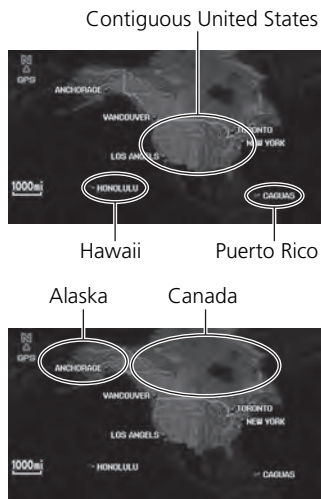 Contiguous United States
N
GPS
ANCHORAGE
VANCOUVER
TORONTO
NEW YORK
LOS ANGELS
1000mi
HONOLULU
CAGUAS
Hawaii Puerto Rico
Alaska Canada
N
GPS
ANCHORAGE
VANCOUVER
TORONTO
NEW YORK
LOS ANGELS
1000mi
HONOLULU
CAGUAS